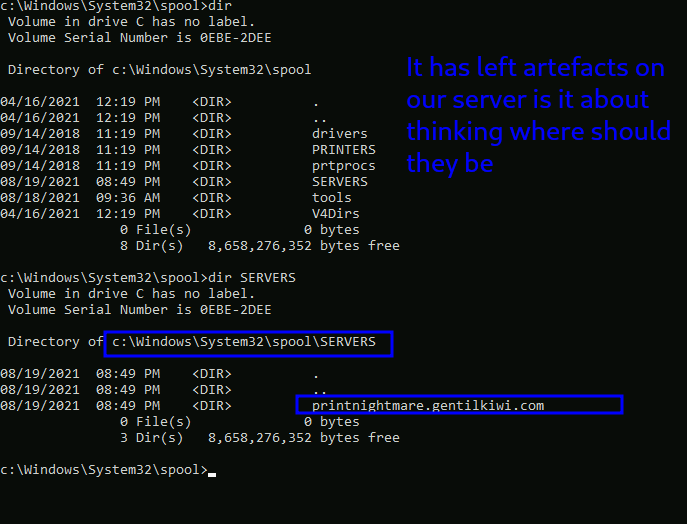 c:\Windows\System32\spool>dir
 Volume in drive C has no label.
 Volume Serial Number is 0EBE-2DEE

 Directory of c:\Windows\System32\spool

04/16/2021  12:19 PM    <DIR>          .
04/16/2021  12:19 PM    <DIR>          ..
09/14/2018  11:19 PM    <DIR>          drivers
09/14/2018  11:19 PM    <DIR>          PRINTERS
09/14/2018  11:19 PM    <DIR>          prtprocs
08/19/2021  08:49 PM    <DIR>          SERVERS
08/18/2021  09:36 AM    <DIR>          tools
04/16/2021  12:19 PM    <DIR>          V4Dirs
               0 File(s)              0 bytes
               8 Dir(s)   8,658,276,352 bytes free

It has left artefacts on
our server is it about
thinking where should
they be

c:\Windows\System32\spool>dir SERVERS
 Volume in drive C has no label.
 Volume Serial Number is 0EBE-2DEE

 Directory of c:\Windows\System32\spool\SERVERS

08/19/2021  08:49 PM    <DIR>          .
08/19/2021  08:49 PM    <DIR>          ..
08/19/2021  08:49 PM    <DIR>          printnightmare.gentilkiwi.com
               0 File(s)              0 bytes
               3 Dir(s)   8,658,276,352 bytes free

c:\Windows\System32\spool>